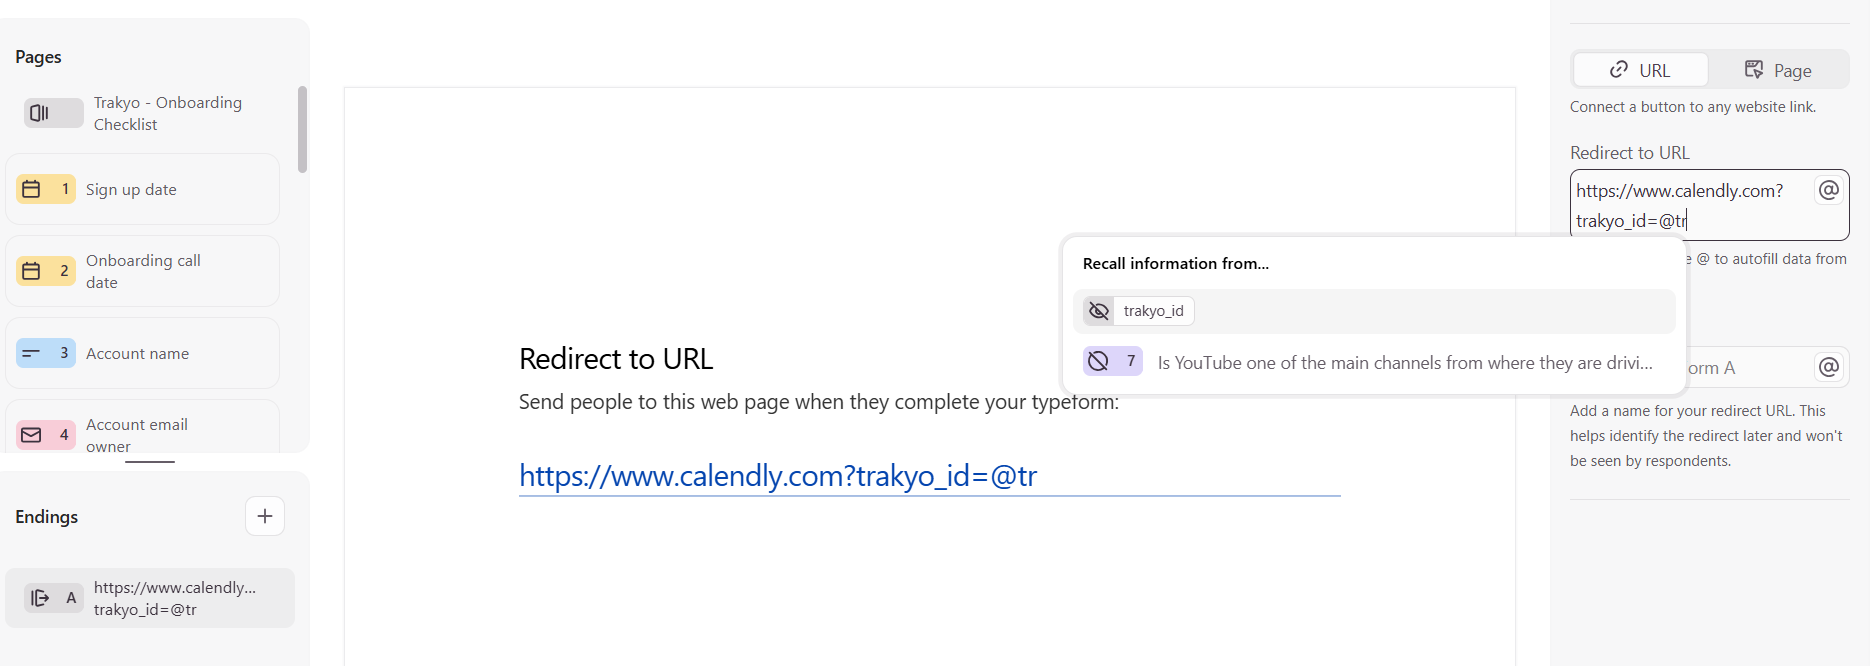 Pages
Trakyo - Onboarding
Checklist
1 Sign up date
2 Onboarding call
date
3 Account name
4 Account email
owner
Endings
A https://www.calendly...
trakyo_id=@tr
Redirect to URL
Send people to this web page when they complete your typeform:
https://www.calendly.com?trakyo_id=@tr
URL
Page
Connect a button to any website link.
Redirect to URL
https://www.calendly.com?
trakyo_id=@tr
@
@ to autofill data from
Recall information from...
trakyo_id
7 Is YouTube one of the main channels from where they are drivi...
A
@
Add a name for your redirect URL. This
helps identify the redirect later and won't
be seen by respondents.